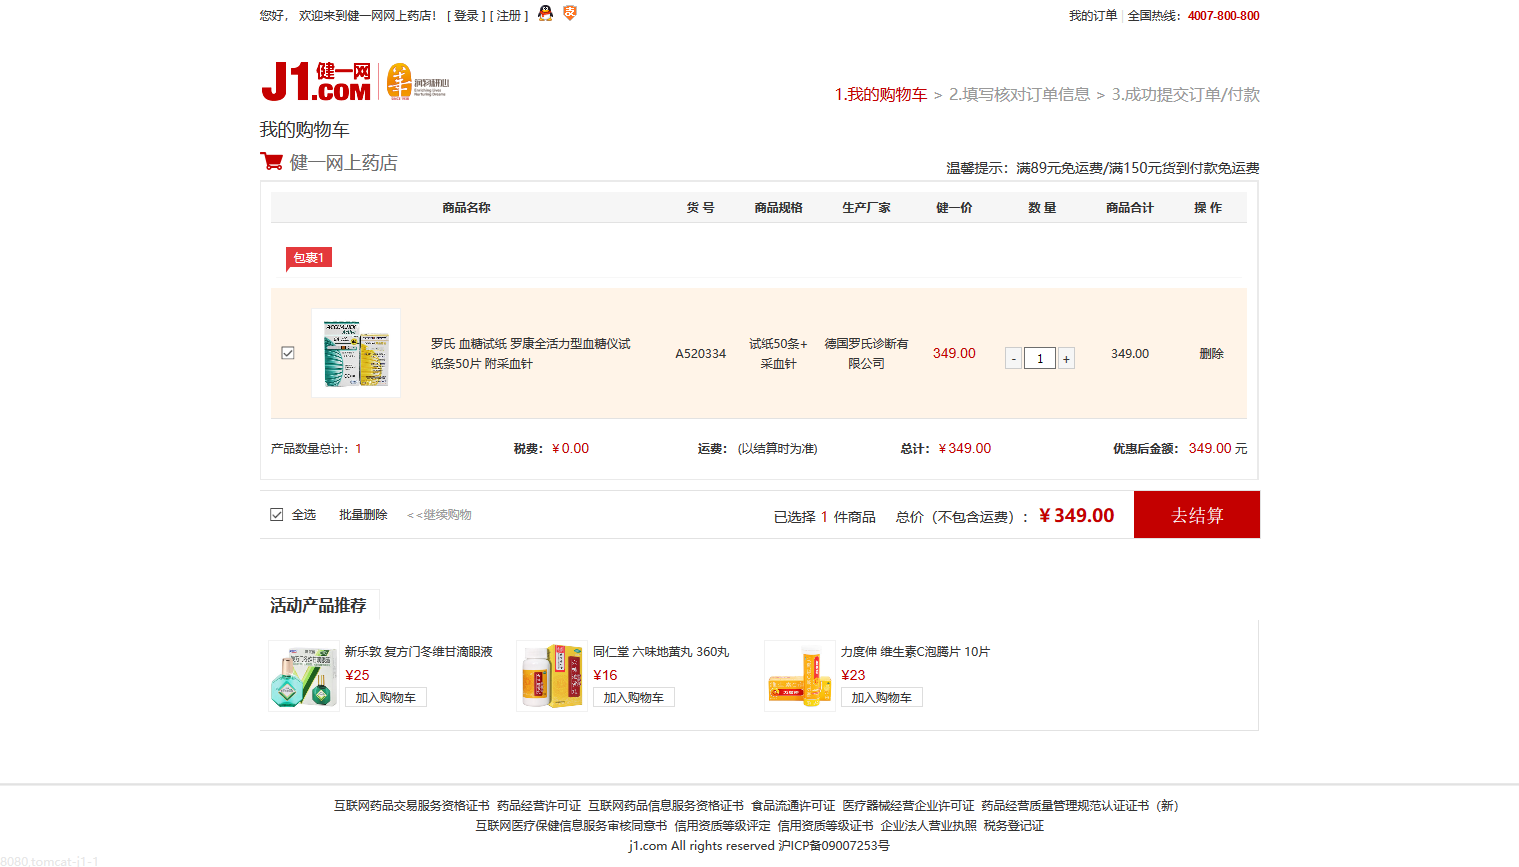 您好， 欢迎来到健一网网上药店！ [ 登录 ] [ 注册 ]
我的订单 | 全国热线：4007-800-800
J1.COM 健一网
1.我的购物车 > 2.填写核对订单信息 > 3.成功提交订单/付款
我的购物车
健一网上药店
温馨提示：满89元免运费/满150元货到付款免运费
商品名称 货 号 商品规格 生产厂家 健一价 数 量 商品合计 操 作
包裹1
罗氏 血糖试纸 罗康全活力型血糖仪试
纸条50片 附采血针
A520334
试纸50条+
采血针
德国罗氏诊断有
限公司
349.00
- 1 +
349.00
删除
产品数量总计：1 税费：￥0.00 运费： (以结算时为准) 总计：￥349.00 优惠后金额： 349.00 元
全选 批量删除 <<继续购物 已选择 1 件商品 总价（不包含运费）：￥349.00 去结算
活动产品推荐
新乐敦 复方门冬维甘滴眼液
¥25
加入购物车
同仁堂 六味地黄丸 360丸
¥16
加入购物车
力度伸 维生素C泡腾片 10片
¥23
加入购物车
互联网药品交易服务资格证书 药品经营许可证 互联网药品信息服务资格证书 食品流通许可证 医疗器械经营企业许可证 药品经营质量管理规范认证证书（新）
互联网医疗保健信息服务审核同意书 信用资质等级评定 信用资质等级证书 企业法人营业执照 税务登记证
j1.com All rights reserved 沪ICP备09007253号
8080,tomcat-j1-1